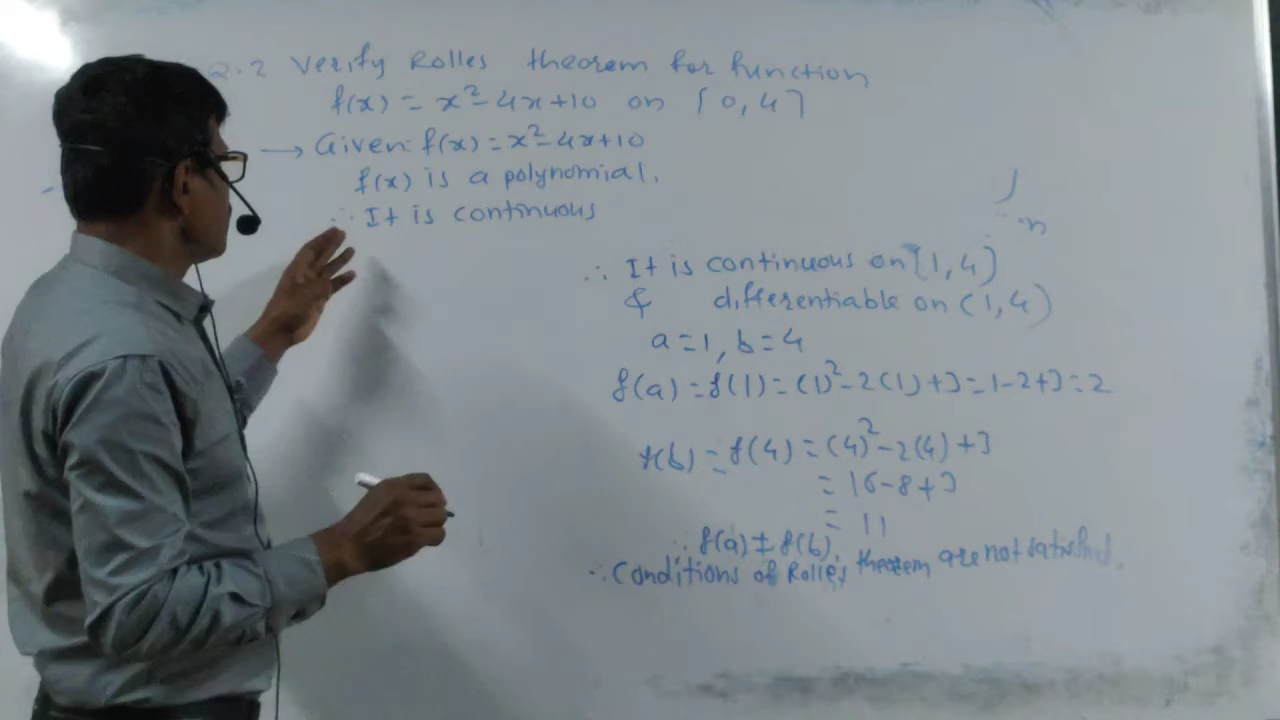 Q.2 Verify Rolles theorem for function
f(x) = x²-4x+10 on [0,4]
→ Given: f(x) = x²-4x+10
f(x) is a polynomial.
∴ It is continuous
∴ It is continuous on [1,4]
& differentiable on (1,4)
a=1, b=4
f(a) = f(1) = (1)²-2(1)+3 = 1-2+3 = 2
f(b) = f(4) = (4)²-2(4)+3
= 16-8+3
= 11
∴ f(a) ≠ f(b).
∴ Conditions of Rolle's theorem are not satisfied.